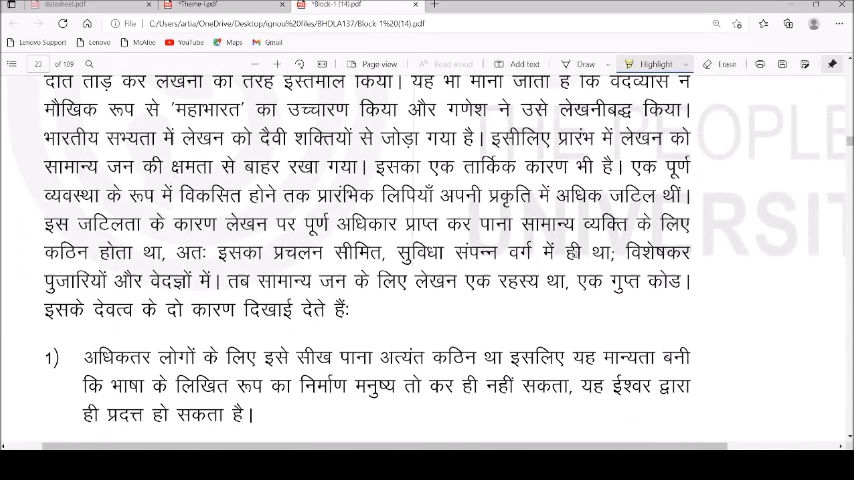 datesheet.pdf
*Theme-I.pdf
*Block-1 (14).pdf
File
C:/Users/artia/OneDrive/Desktop/ignou%20files/BHDLA137/Block-1%20(14).pdf
Lenovo Support
Lenovo
McAfee
YouTube
Maps
Gmail
23 of 109
Page view
Read aloud
Add text
Draw
Highlight
Erase
दाँत तोड़ कर लेखनी की तरह इस्तेमाल किया। यह भी माना जाता है कि वेदव्यास ने
मौखिक रूप से 'महाभारत' का उच्चारण किया और गणेश ने उसे लेखनीबद्ध किया।
भारतीय सभ्यता में लेखन को दैवी शक्तियों से जोड़ा गया है। इसीलिए प्रारंभ में लेखन को
सामान्य जन की क्षमता से बाहर रखा गया। इसका एक तार्किक कारण भी है। एक पूर्ण
व्यवस्था के रूप में विकसित होने तक प्रारंभिक लिपियाँ अपनी प्रकृति में अधिक जटिल थीं।
इस जटिलता के कारण लेखन पर पूर्ण अधिकार प्राप्त कर पाना सामान्य व्यक्ति के लिए
कठिन होता था, अतः इसका प्रचलन सीमित, सुविधा संपन्न वर्ग में ही था; विशेषकर
पुजारियों और वेदज्ञों में। तब सामान्य जन के लिए लेखन एक रहस्य था, एक गुप्त कोड।
इसके देवत्व के दो कारण दिखाई देते हैं:
1) अधिकतर लोगों के लिए इसे सीख पाना अत्यंत कठिन था इसलिए यह मान्यता बनी
कि भाषा के लिखित रूप का निर्माण मनुष्य तो कर ही नहीं सकता, यह ईश्वर द्वारा
ही प्रदत्त हो सकता है।
THE PEOPLE
UNIVERSI